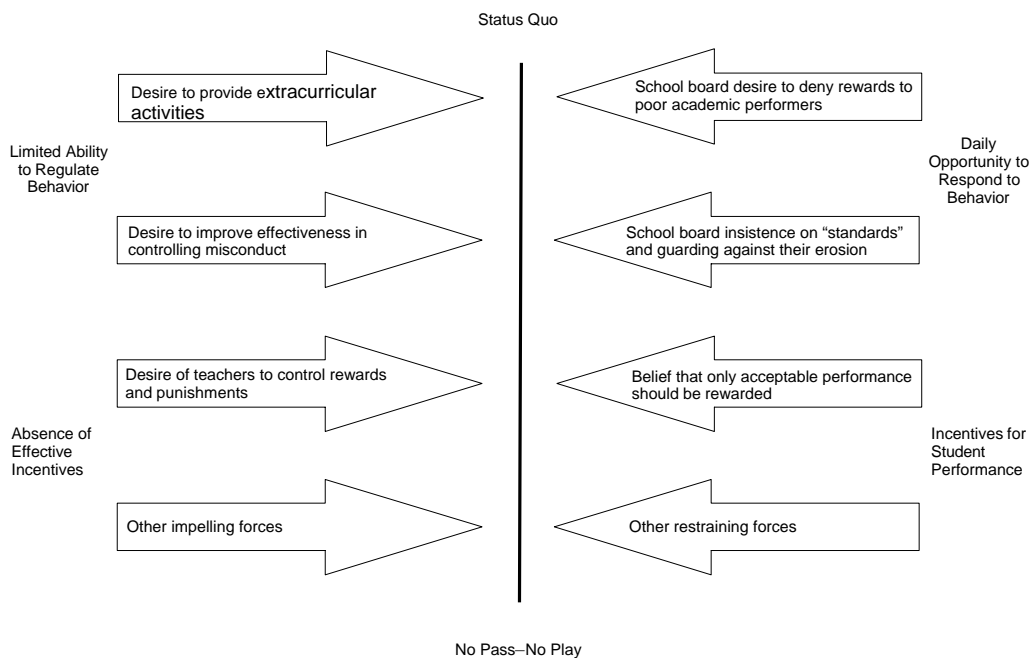 Status Quo
Desire to provide extracurricular
activities
School board desire to deny rewards to
poor academic performers
Limited Ability
to Regulate
Behavior
Daily
Opportunity to
Respond to
Behavior
Desire to improve effectiveness in
controlling misconduct
School board insistence on “standards”
and guarding against their erosion
Desire of teachers to control rewards
and punishments
Belief that only acceptable performance
should be rewarded
Absence of
Effective
Incentives
Incentives for
Student
Performance
Other impelling forces
Other restraining forces
No Pass–No Play